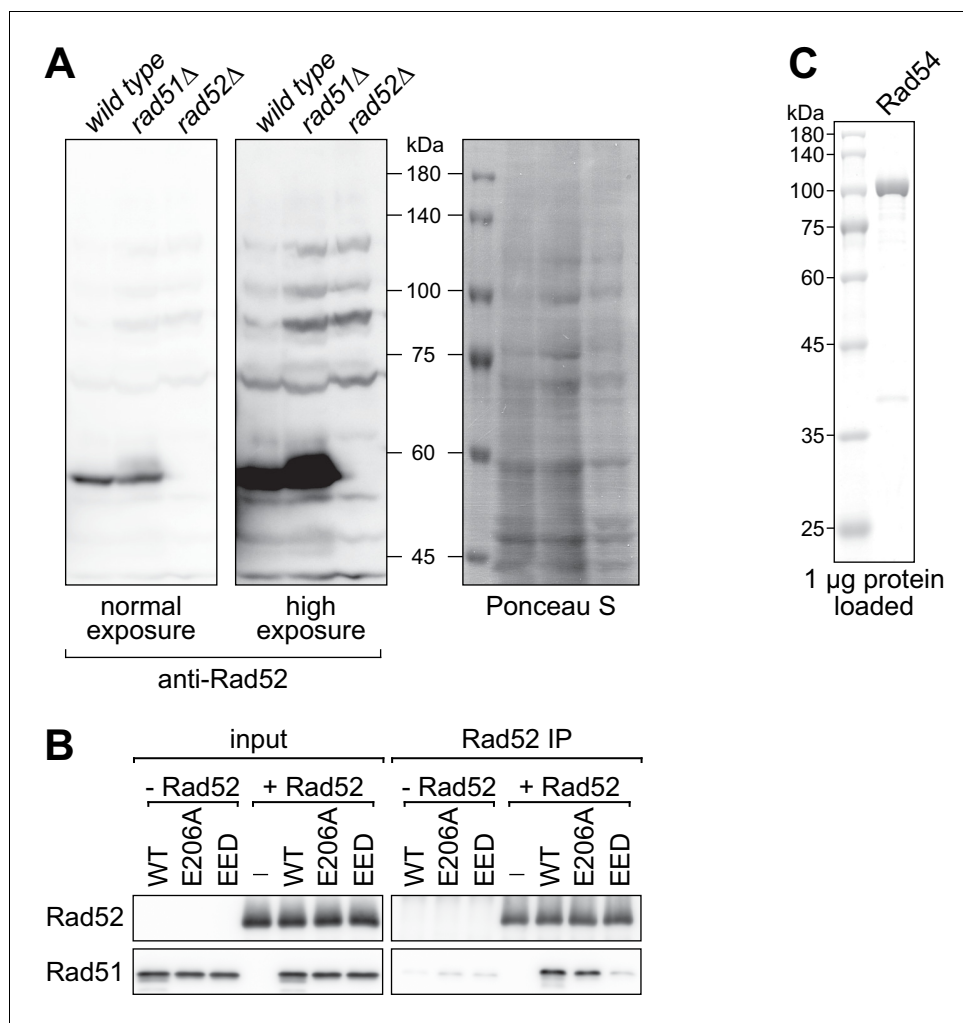 A
wild type
rad51Δ
rad52Δ
wild type
rad51Δ
rad52Δ
kDa
180
140
100
75
60
45
normal
exposure
high
exposure
Ponceau S
anti-Rad52
C
Rad54
kDa
180
140
100
75
60
45
35
25
1 µg protein
loaded
B
input
Rad52 IP
- Rad52
+ Rad52
- Rad52
+ Rad52
WT
E206A
EED
–
WT
E206A
EED
WT
E206A
EED
–
WT
E206A
EED
Rad52
Rad51